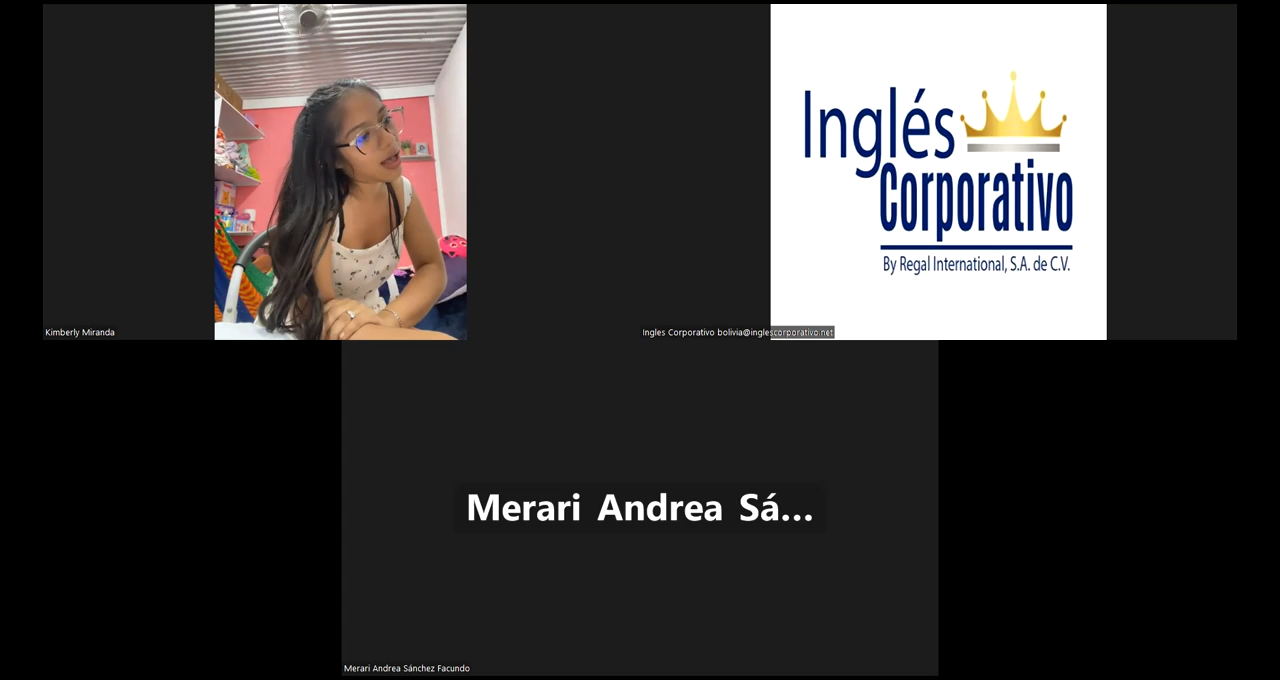 Inglés
Corporativo
By Regal International, S.A. de C.V.
Kimberly Miranda
Ingles Corporativo bolivia@inglescorporativo.net
Merari Andrea Sá...
Merari Andrea Sánchez Facundo